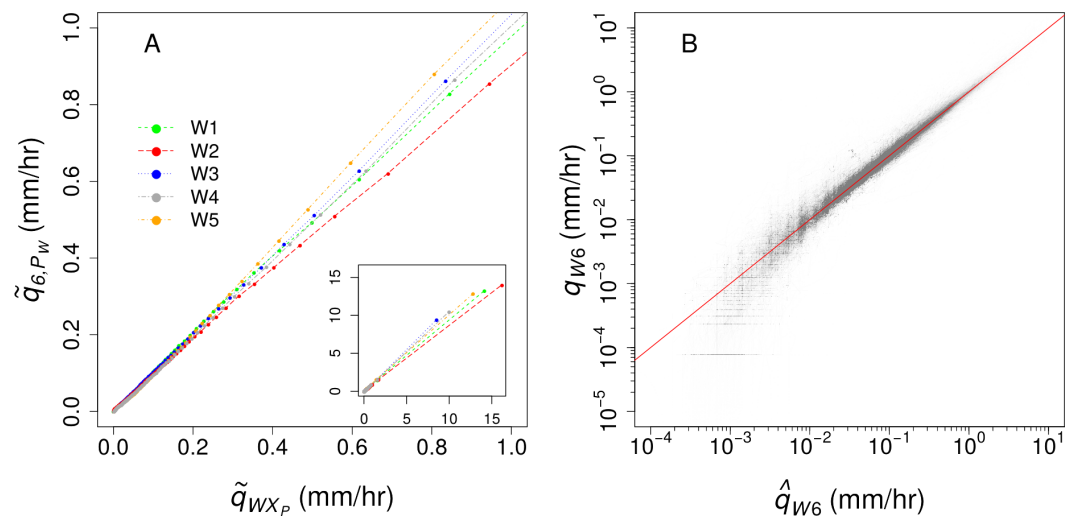 A
1.0
0.8
0.6
0.4
0.2
0.0
q̃6,PW (mm/hr)
W1
W2
W3
W4
W5
15
10
5
0
0 5 10 15
0.0 0.2 0.4 0.6 0.8 1.0
q̃WXP (mm/hr)
B
10^1
10^0
10^-1
10^-2
10^-3
10^-4
10^-5
qW6 (mm/hr)
10^-4 10^-3 10^-2 10^-1 10^0 10^1
q̂W6 (mm/hr)